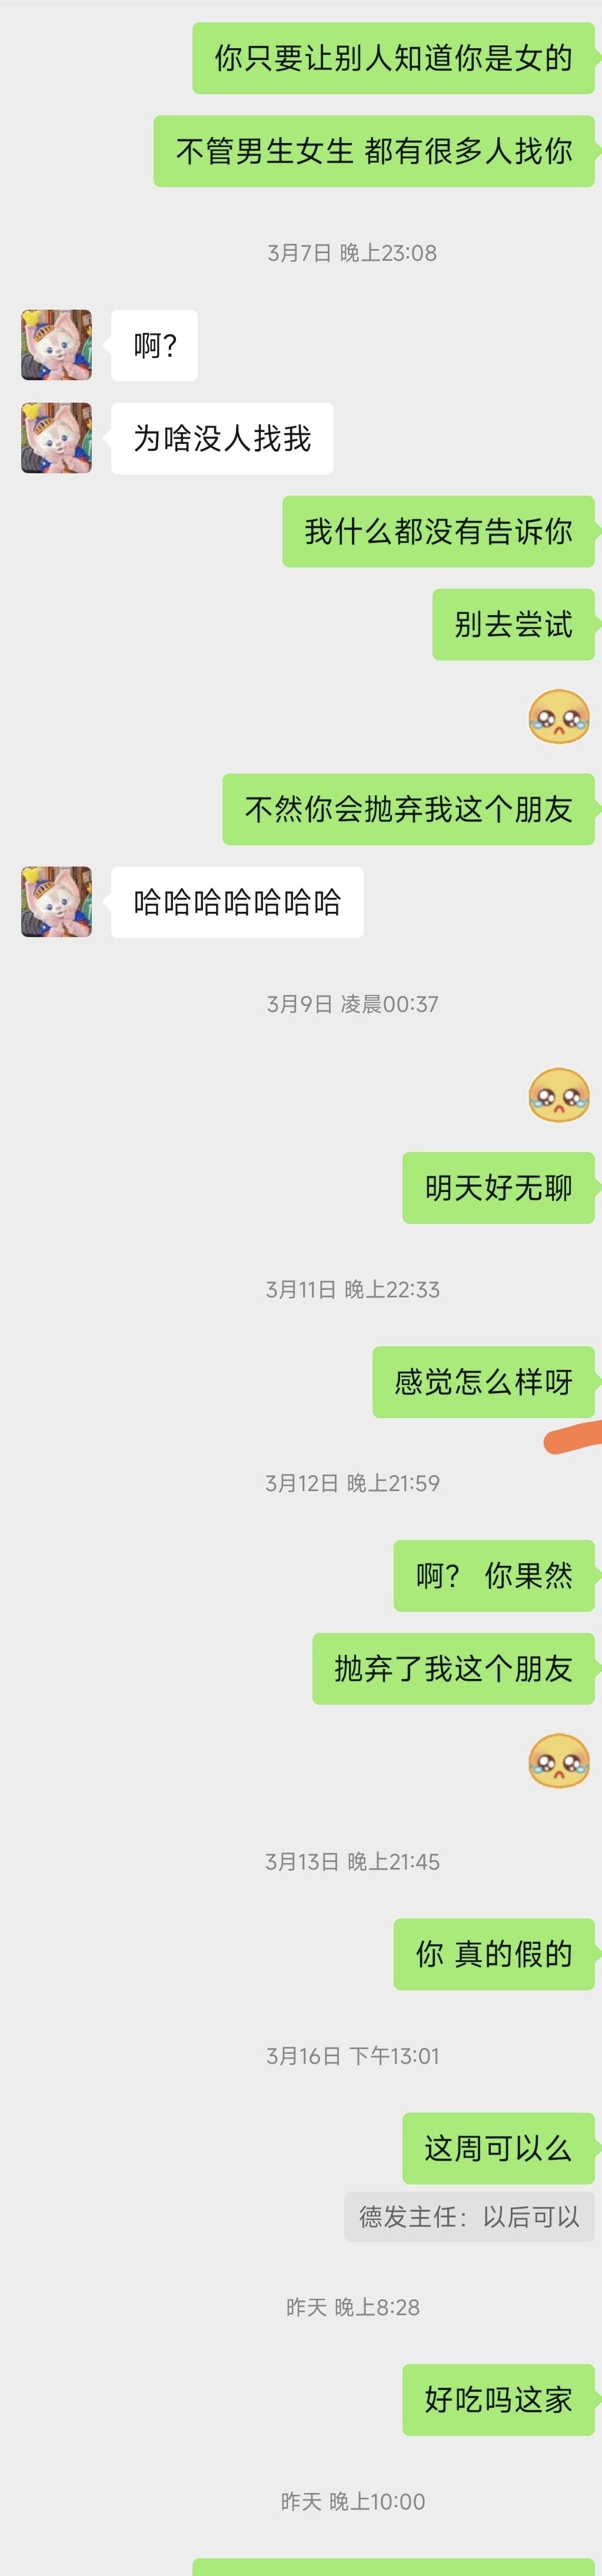 你只要让别人知道你是女的
不管男生女生 都有很多人找你
3月7日 晚上23:08
啊？
为啥没人找我
我什么都没有告诉你
别去尝试
不然你会抛弃我这个朋友
哈哈哈哈哈哈哈
3月9日 凌晨00:37
明天好无聊
3月11日 晚上22:33
感觉怎么样呀
3月12日 晚上21:59
啊？ 你果然
抛弃了我这个朋友
3月13日 晚上21:45
你 真的假的
3月16日 下午13:01
这周可以么
德发主任：以后可以
昨天 晚上8:28
好吃吗这家
昨天 晚上10:00